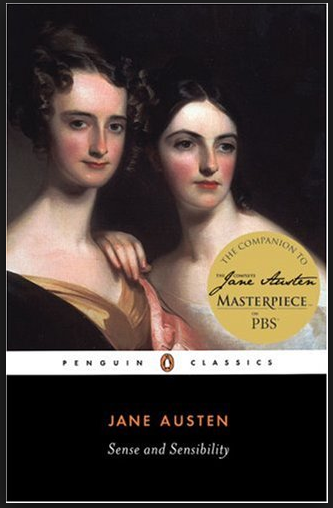 THE COMPANION TO
THE COMPLETE
Jane Austen
MASTERPIECE
ON
PBS
PENGUIN CLASSICS
JANE AUSTEN
Sense and Sensibility